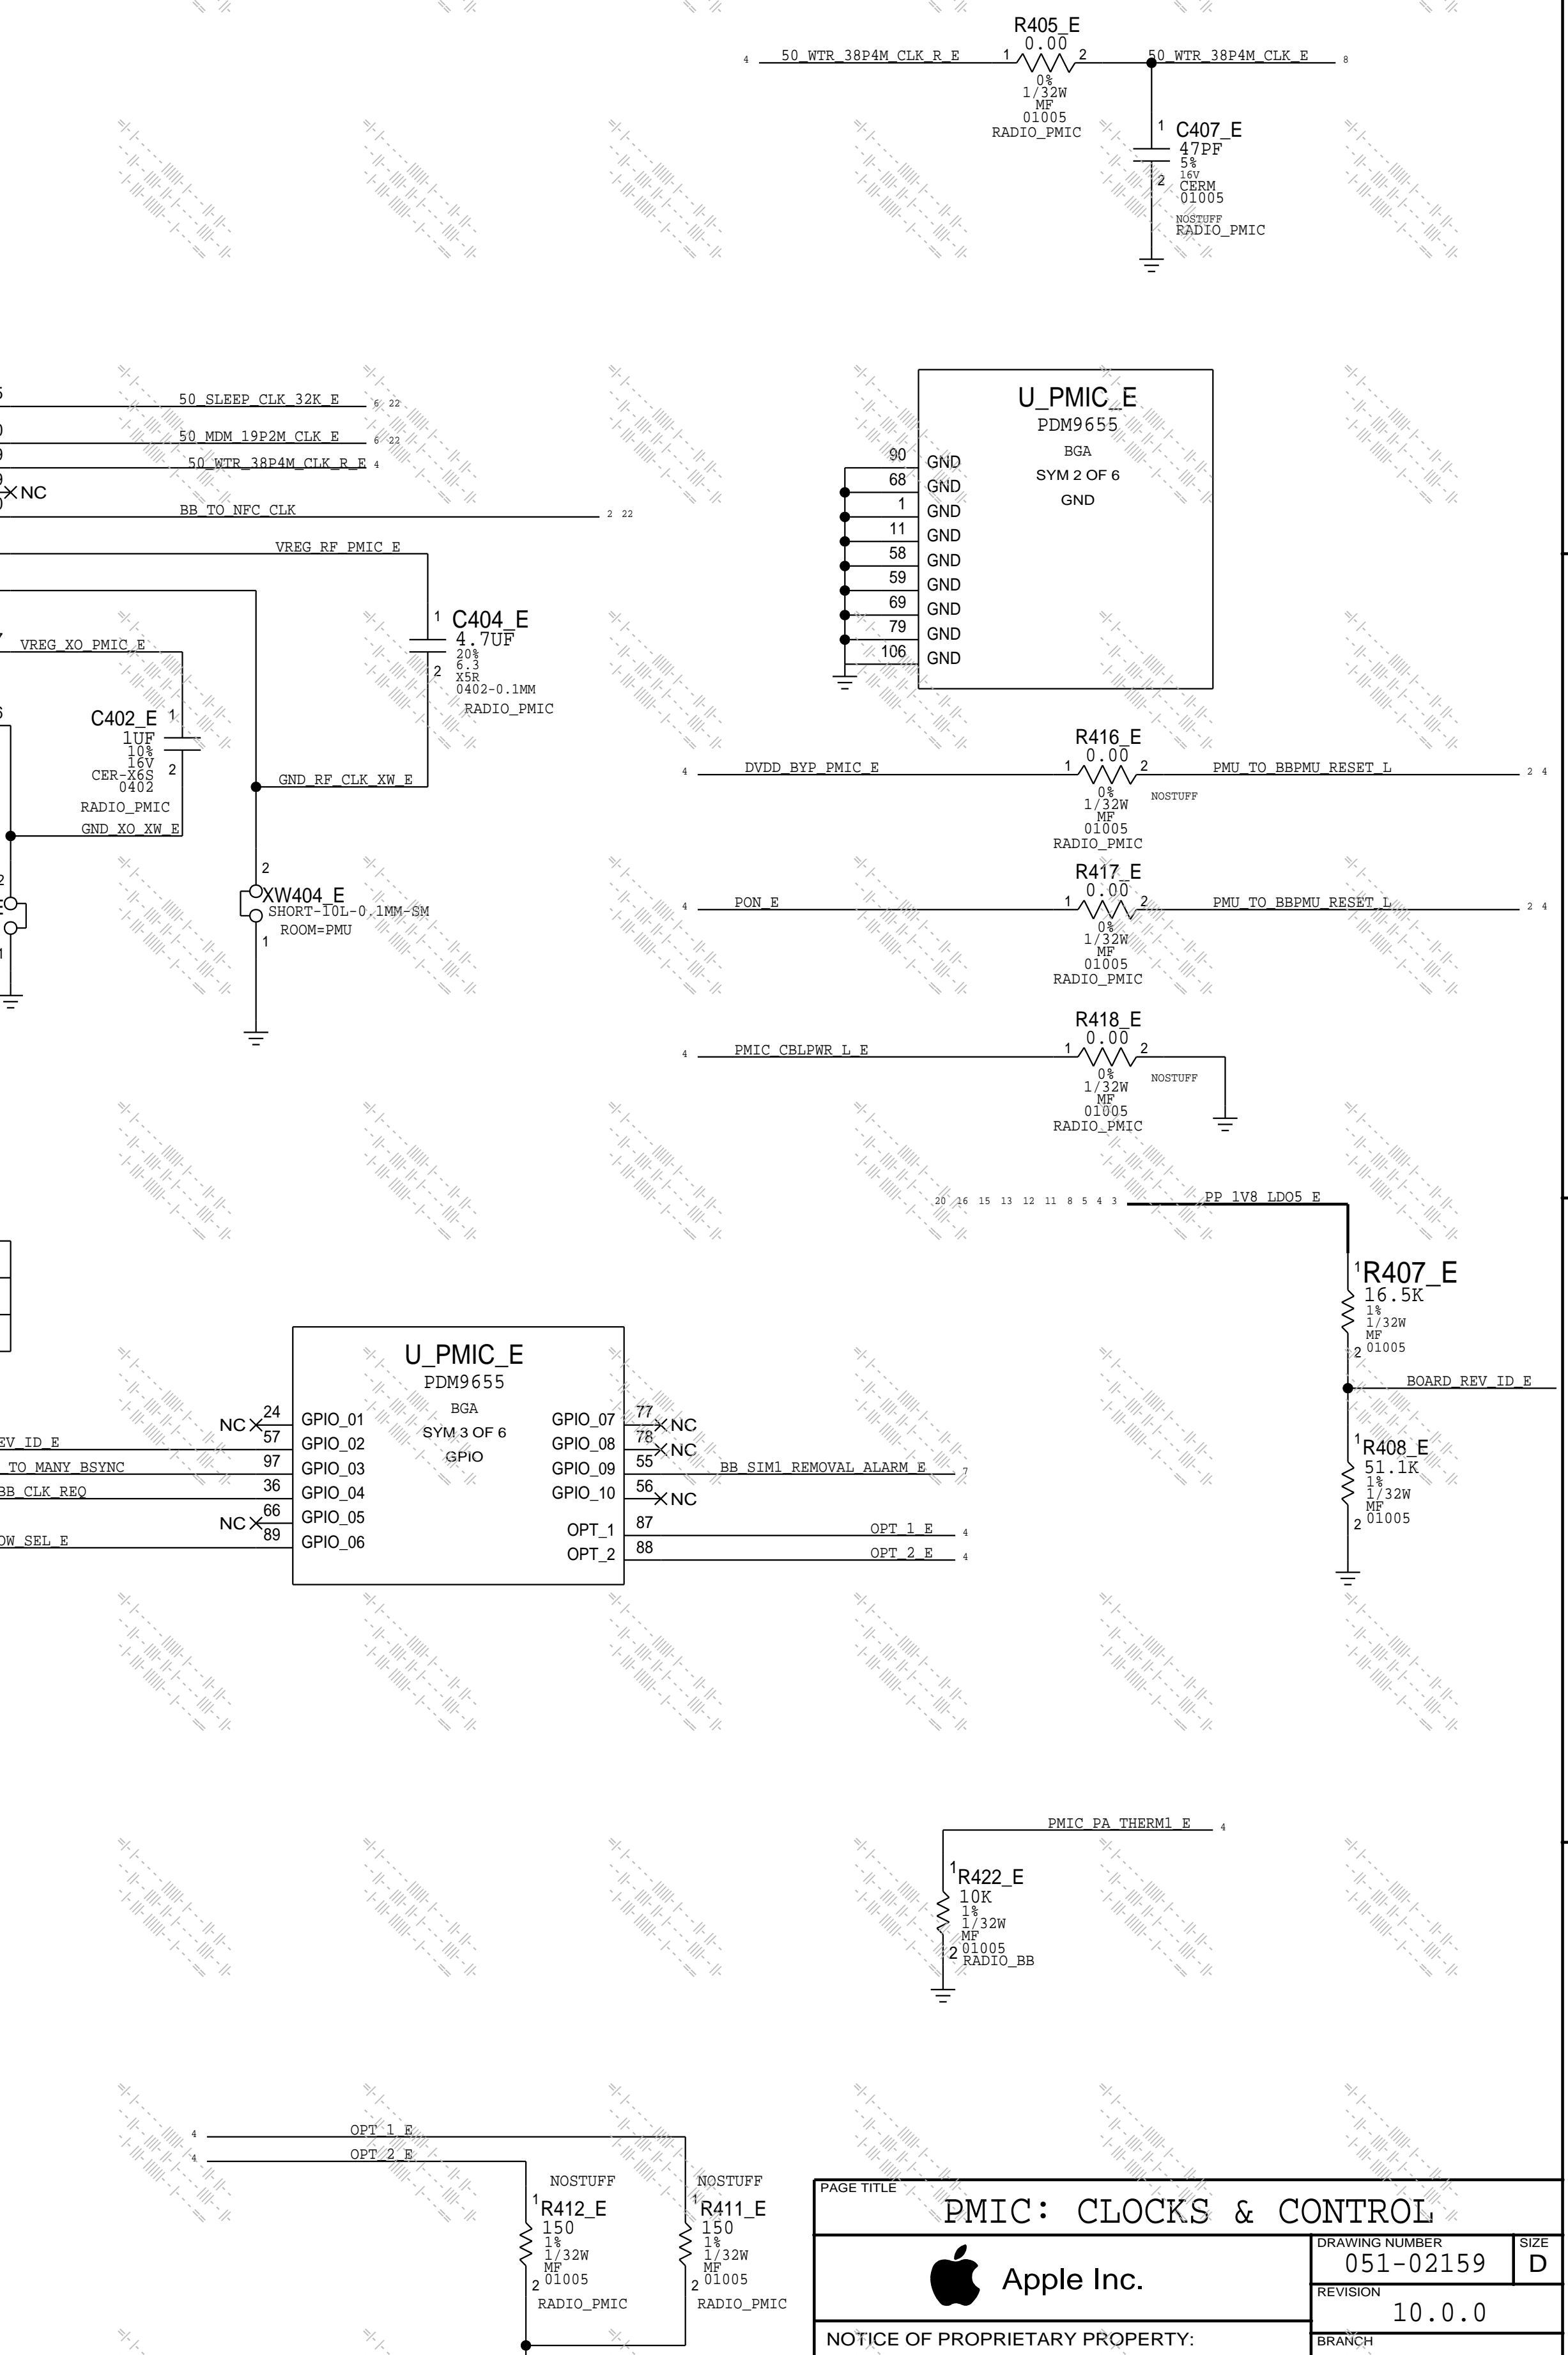 R405_E
0.00
4 50_WTR_38P4M_CLK_R_E 1 2 50_WTR_38P4M_CLK_E 8
0%
1/32W
MF
01005
RADIO_PMIC
1 C407_E
47PF
5%
16V
2 CERM
01005
NOSTUFF
RADIO_PMIC
50_SLEEP_CLK_32K_E 6 22
50_MDM_19P2M_CLK_E 6 22
50_WTR_38P4M_CLK_R_E 4
NC
BB_TO_NFC_CLK 2 22
VREG_RF_PMIC_E
1 C404_E
4.7UF
20%
6.3
2 X5R
0402-0.1MM
RADIO_PMIC
VREG_XO_PMIC_E
C402_E 1
1UF
10%
16V
CER-X6S 2
0402
RADIO_PMIC
GND_XO_XW_E
GND_RF_CLK_XW_E
2
XW404_E
SHORT-10L-0.1MM-SM
ROOM=PMU
1
U_PMIC_E
PDM9655
BGA
SYM 2 OF 6
GND
90 GND
68 GND
1 GND
11 GND
58 GND
59 GND
69 GND
79 GND
106 GND
R416_E
0.00
4 DVDD_BYP_PMIC_E 1 2 PMU_TO_BBPMU_RESET_L 2 4
0% NOSTUFF
1/32W
MF
01005
RADIO_PMIC
R417_E
0.00
4 PON_E 1 2 PMU_TO_BBPMU_RESET_L 2 4
0%
1/32W
MF
01005
RADIO_PMIC
R418_E
0.00
4 PMIC_CBLPWR_L_E 1 2
0% NOSTUFF
1/32W
MF
01005
RADIO_PMIC
20 16 15 13 12 11 8 5 4 3 PP_1V8_LDO5_E
1 R407_E
16.5K
1%
1/32W
MF
2 01005
BOARD_REV_ID_E
1 R408_E
51.1K
1%
1/32W
MF
2 01005
U_PMIC_E
PDM9655
BGA
SYM 3 OF 6
GPIO
NC 24 GPIO_01
EV_ID_E 57 GPIO_02
TO_MANY_BSYNC 97 GPIO_03
BB_CLK_REQ 36 GPIO_04
NC 66 GPIO_05
OW_SEL_E 89 GPIO_06
GPIO_07 77 NC
GPIO_08 78 NC
GPIO_09 55 BB_SIM1_REMOVAL_ALARM_E 7
GPIO_10 56 NC
OPT_1 87 OPT_1_E 4
OPT_2 88 OPT_2_E 4
PMIC_PA_THERM1_E 4
1 R422_E
10K
1%
1/32W
MF
2 01005
RADIO_BB
4 OPT_1_E
4 OPT_2_E
NOSTUFF
1 R412_E
150
1%
1/32W
MF
2 01005
RADIO_PMIC
NOSTUFF
1 R411_E
150
1%
1/32W
MF
2 01005
RADIO_PMIC
PAGE TITLE
PMIC: CLOCKS & CONTROL
Apple Inc.
DRAWING NUMBER
051-02159
SIZE
D
REVISION
10.0.0
NOTICE OF PROPRIETARY PROPERTY:
BRANCH